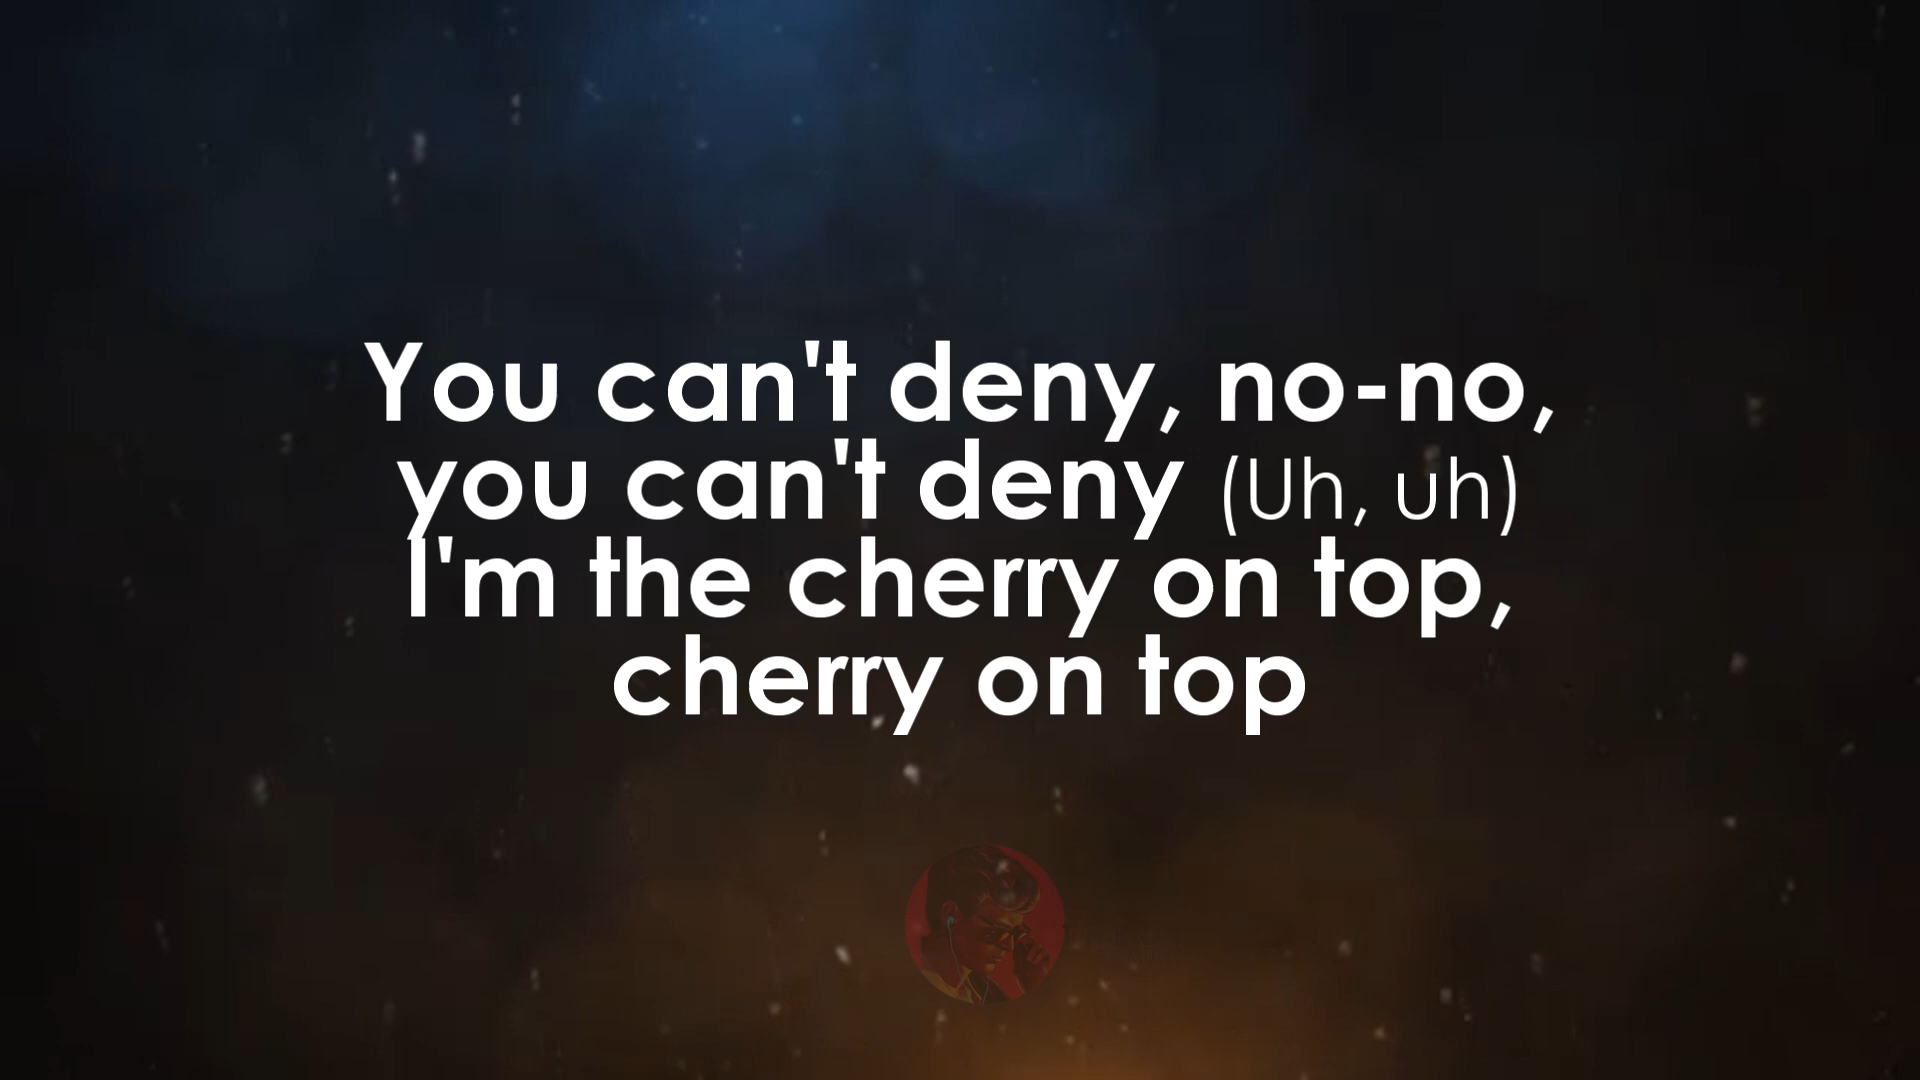 You can't deny, no-no,
you can't deny (Uh, uh)
I'm the cherry on top,
cherry on top